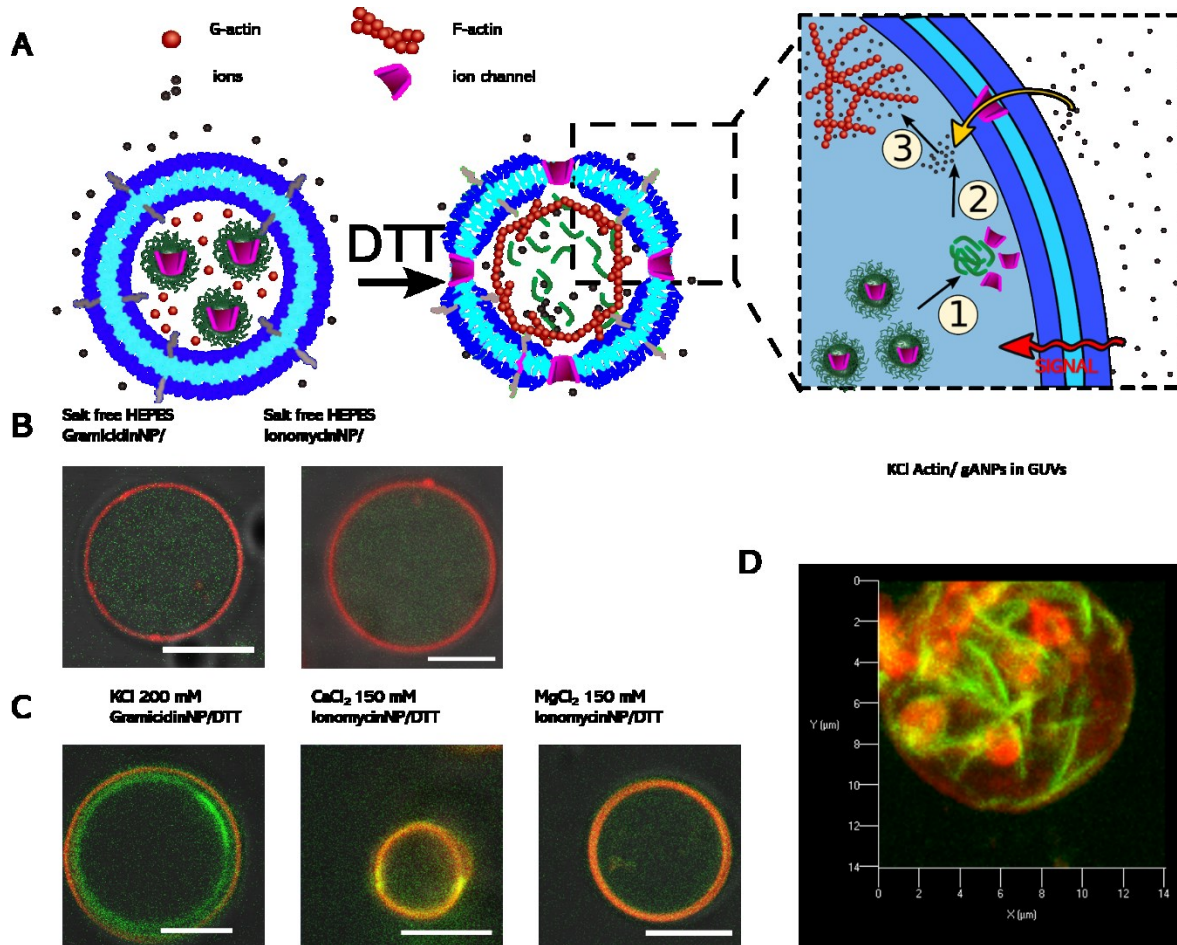 A
G-actin
F-actin
ions
ion channel
DTT
3
2
1
SIGNAL
B
Salt free HEPES
GramicidinNP/
Salt free HEPES
IonomycinNP/
C
KCl 200 mM
GramicidinNP/DTT
CaCl₂ 150 mM
IonomycinNP/DTT
MgCl₂ 150 mM
IonomycinNP/DTT
KCl Actin/ gANPs in GUVs
D
0
2
4
6
8
10
12
14
Y (µm)
0 2 4 6 8 10 12 14
X (µm)